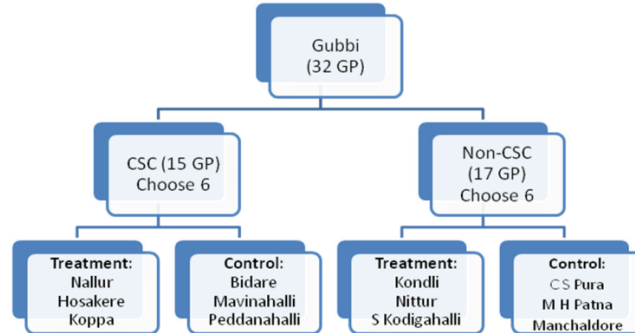 Gubbi
(32 GP)
CSC (15 GP)
Choose 6
Non-CSC
(17 GP)
Choose 6
Treatment:
Nallur
Hosakere
Koppa
Control:
Bidare
Mavinahalli
Peddanahalli
Treatment:
Kondli
Nittur
S Kodigahalli
Control:
CS Pura
M H Patna
Manchaldore